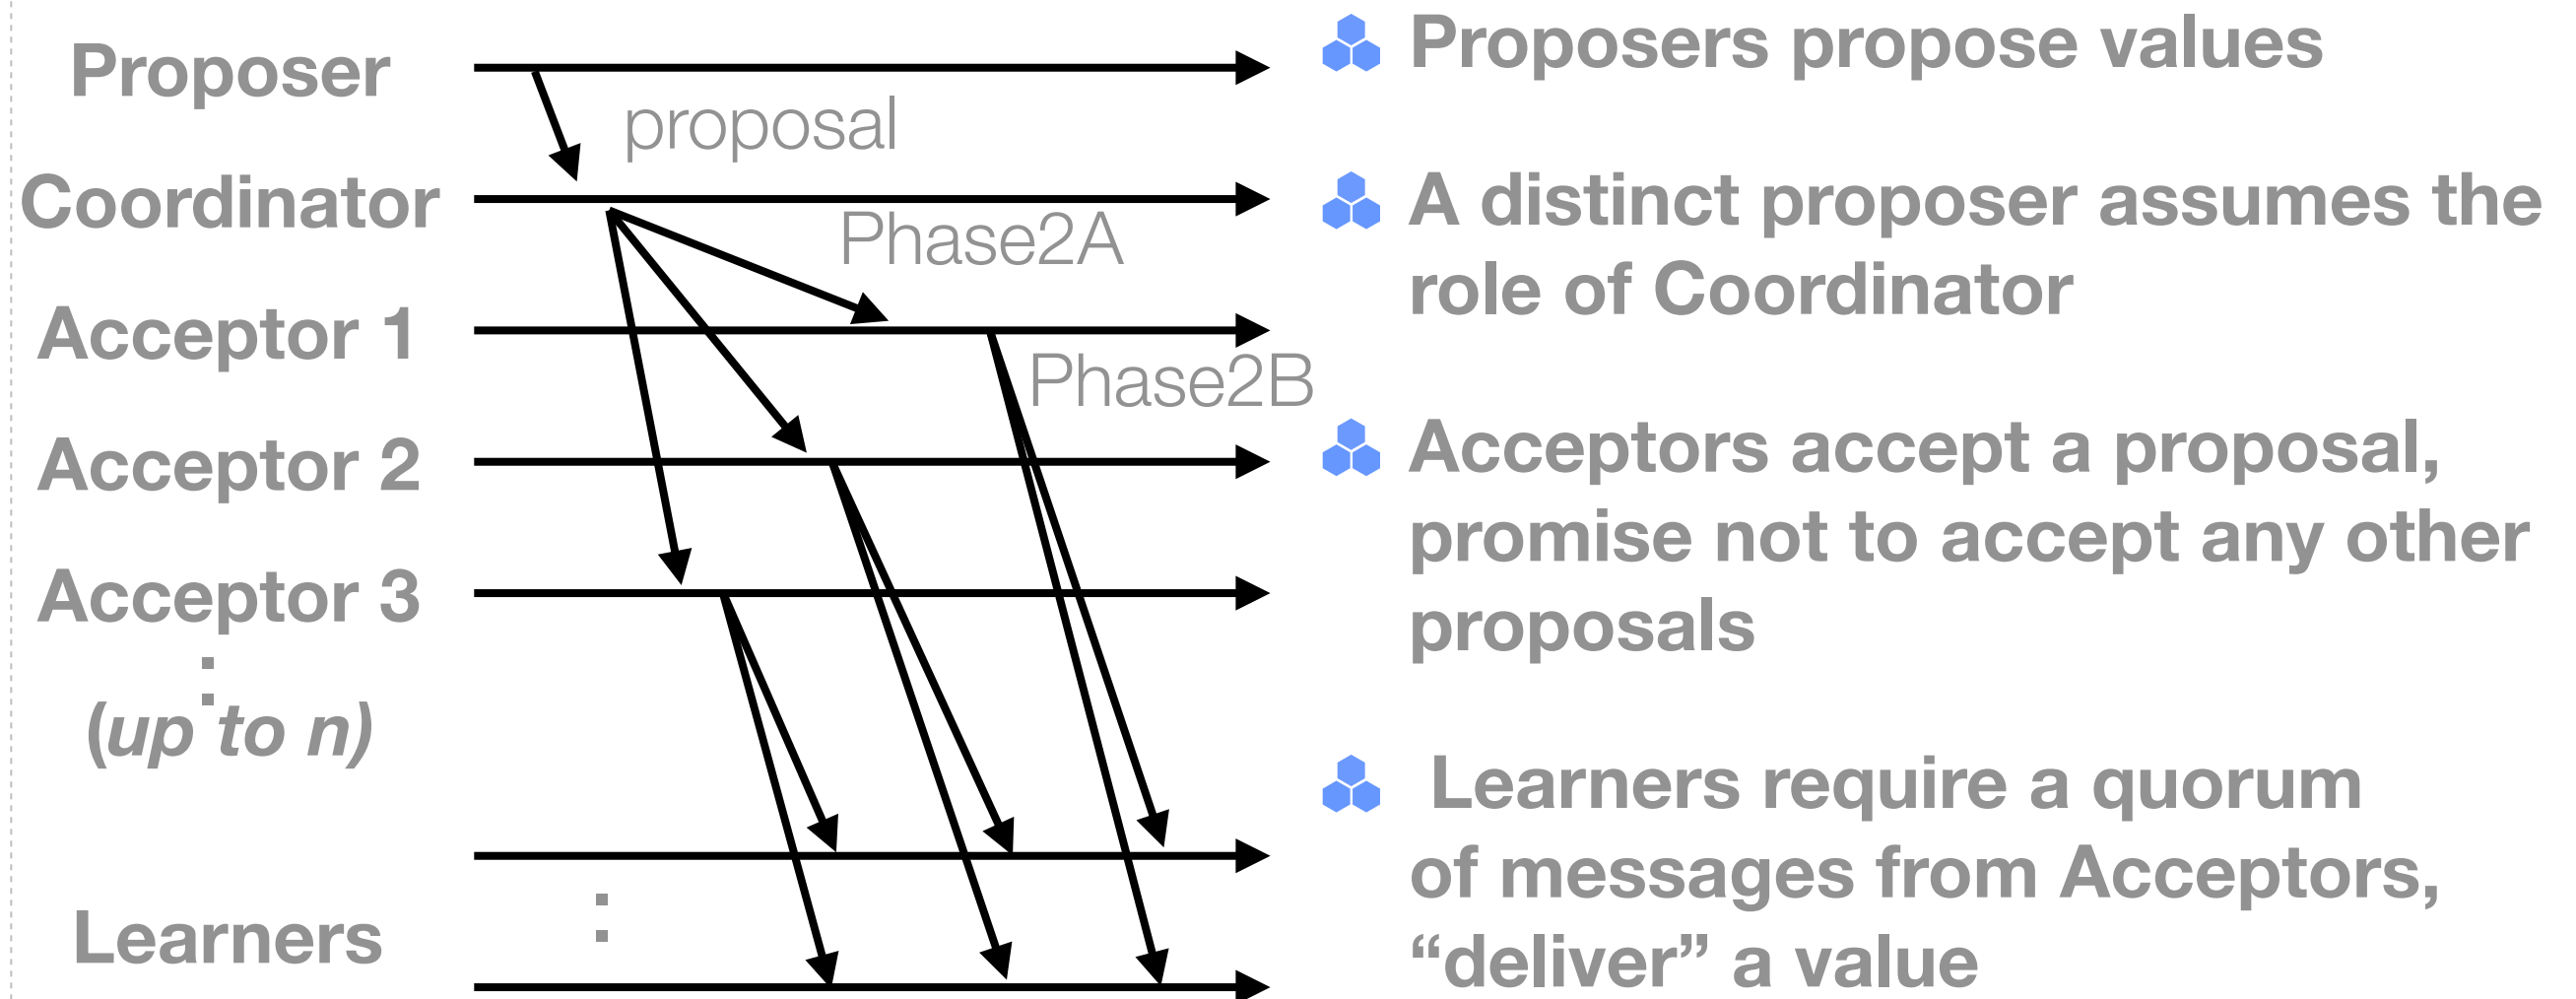 Proposer
proposal
Coordinator
Phase2A
Acceptor 1
Phase2B
Acceptor 2
Acceptor 3
:
(up to n)
:
Learners
Proposers propose values
A distinct proposer assumes the
role of Coordinator
Acceptors accept a proposal,
promise not to accept any other
proposals
Learners require a quorum
of messages from Acceptors,
“deliver” a value